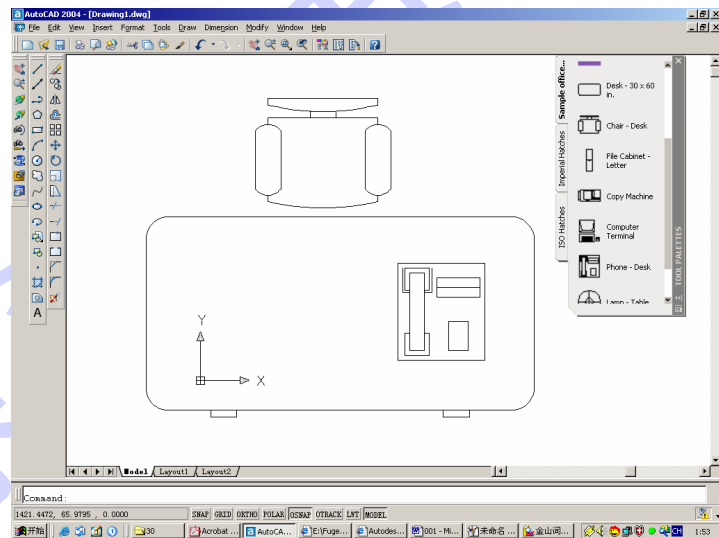 AutoCAD 2004 - [Drawing1.dwg]
File Edit View Insert Format Tools Draw Dimension Modify Window Help
Sample office...
Imperial Hatches
ISO Hatches
Desk - 30 x 60
in.
Chair - Desk
File Cabinet -
Letter
Copy Machine
Computer
Terminal
Phone - Desk
Lamp - Table
TOOL PALETTES
A
Y
X
Model Layout1 Layout2
Command:
1421.4472, 65.9795 , 0.0000 SNAP GRID ORTHO POLAR OSNAP OTRACK LWT MODEL
开始 30 Acrobat ... AutoCA... E:\Fuge... Autodes... 001 - Mi... 未命名 ... 金山词... CH 1:53